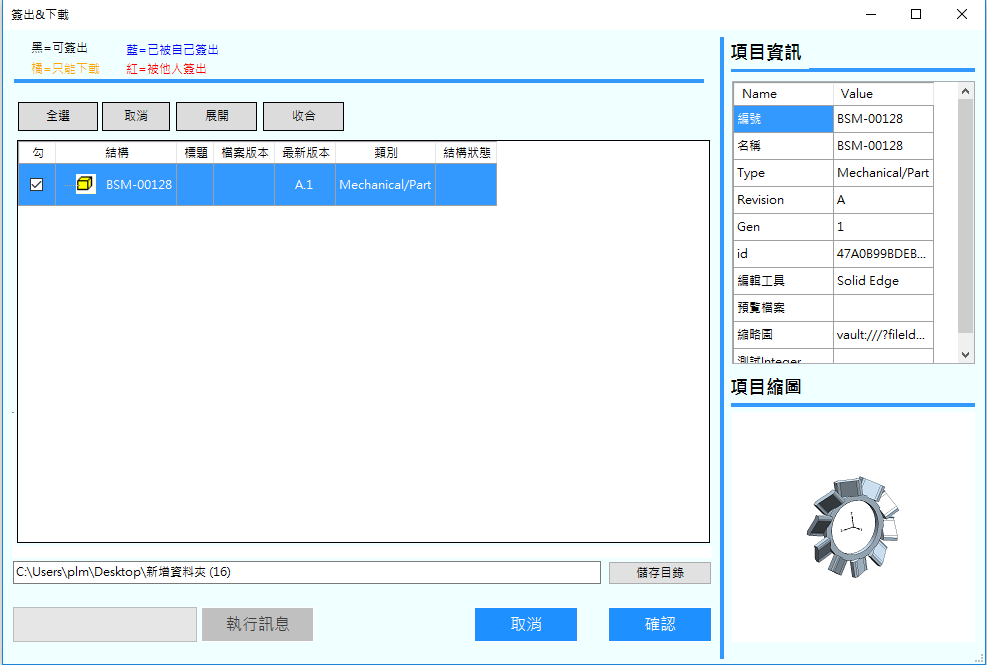 簽出&下載
黑=可簽出 藍=已被自己簽出
橘=只能下載 紅=被他人簽出
全選 取消 展開 收合
勾 結構 標題 檔案版本 最新版本 類別 結構狀態
BSM-00128 A.1 Mechanical/Part
C:\Users\plm\Desktop\新增資料夾 (16) 儲存目錄
執行訊息 取消 確認
項目資訊
Name Value
編號 BSM-00128
名稱 BSM-00128
Type Mechanical/Part
Revision A
Gen 1
id 47A0B99BDEB...
編輯工具 Solid Edge
預覽檔案
縮略圖 vault:///?fileId...
測試Integer
項目縮圖